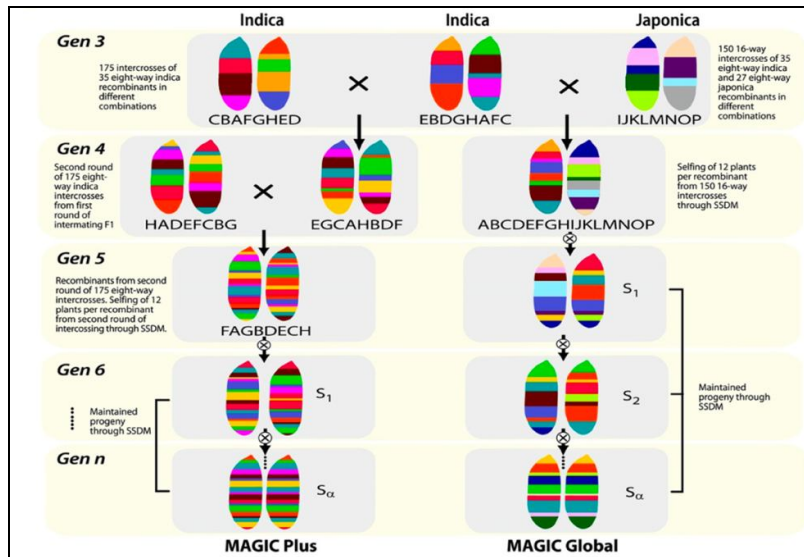 Indica Indica Japonica
Gen 3
175 intercrosses of
35 eight-way indica
recombinants in
different
combinations
CBAFGHED
EBDGHAFC
IJKLMNOP
150 16-way
intercrosses of 35
eight-way indica
and 27 eight-way
japonica
recombinants in
different
combinations
Gen 4
Second round
of 175 eight-way
indica
intercrosses
from first
round of
intermating F1
HADEFCBG
EGCAHBDF
ABCDEFGHIJKLMNOP
Selfing of 12 plants
per recombinant
from 150 16-way
intercrosses
through SSDM
Gen 5
Recombinants from second
round of 175 eight-way
intercrosses. Selfing of 12
plants per recombinant
from second round of
intercossing through SSDM.
FAGBDECH
S1
Gen 6
Maintained
progeny
through SSDM
S1
S2
Maintained
progeny through
SSDM
Gen n
Sα
Sα
MAGIC Plus MAGIC Global